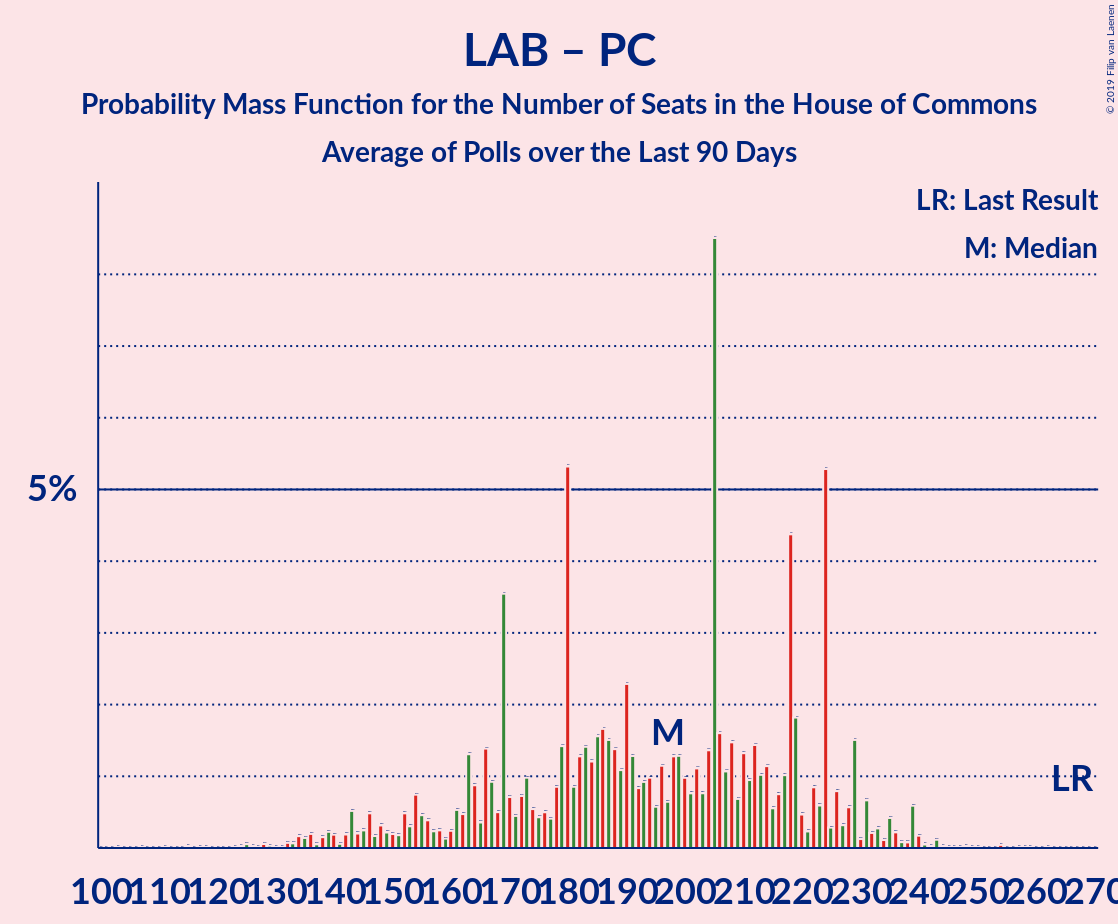 LAB – PC
Probability Mass Function for the Number of Seats in the House of Commons
Average of Polls over the Last 90 Days
© 2019 Filip van Laenen
LR: Last Result
M: Median
5%
M
LR
100 110 120 130 140 150 160 170 180 190 200 210 220 230 240 250 260 270